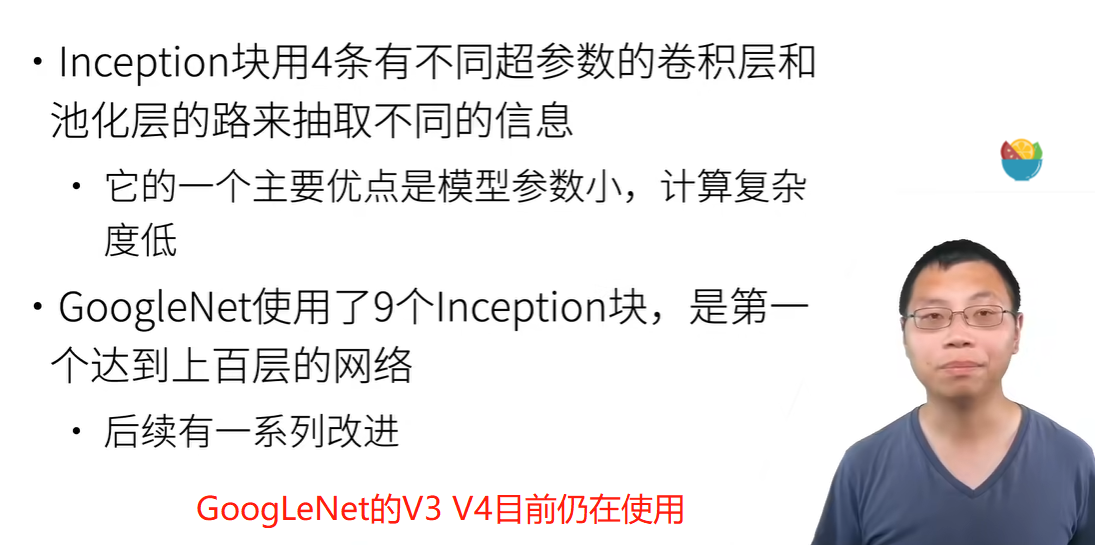 • Inception块用4条有不同超参数的卷积层和
池化层的路来抽取不同的信息
• 它的一个主要优点是模型参数小，计算复杂
度低
• GoogleNet使用了9个Inception块，是第一
个达到上百层的网络
• 后续有一系列改进
GoogLeNet的V3 V4目前仍在使用